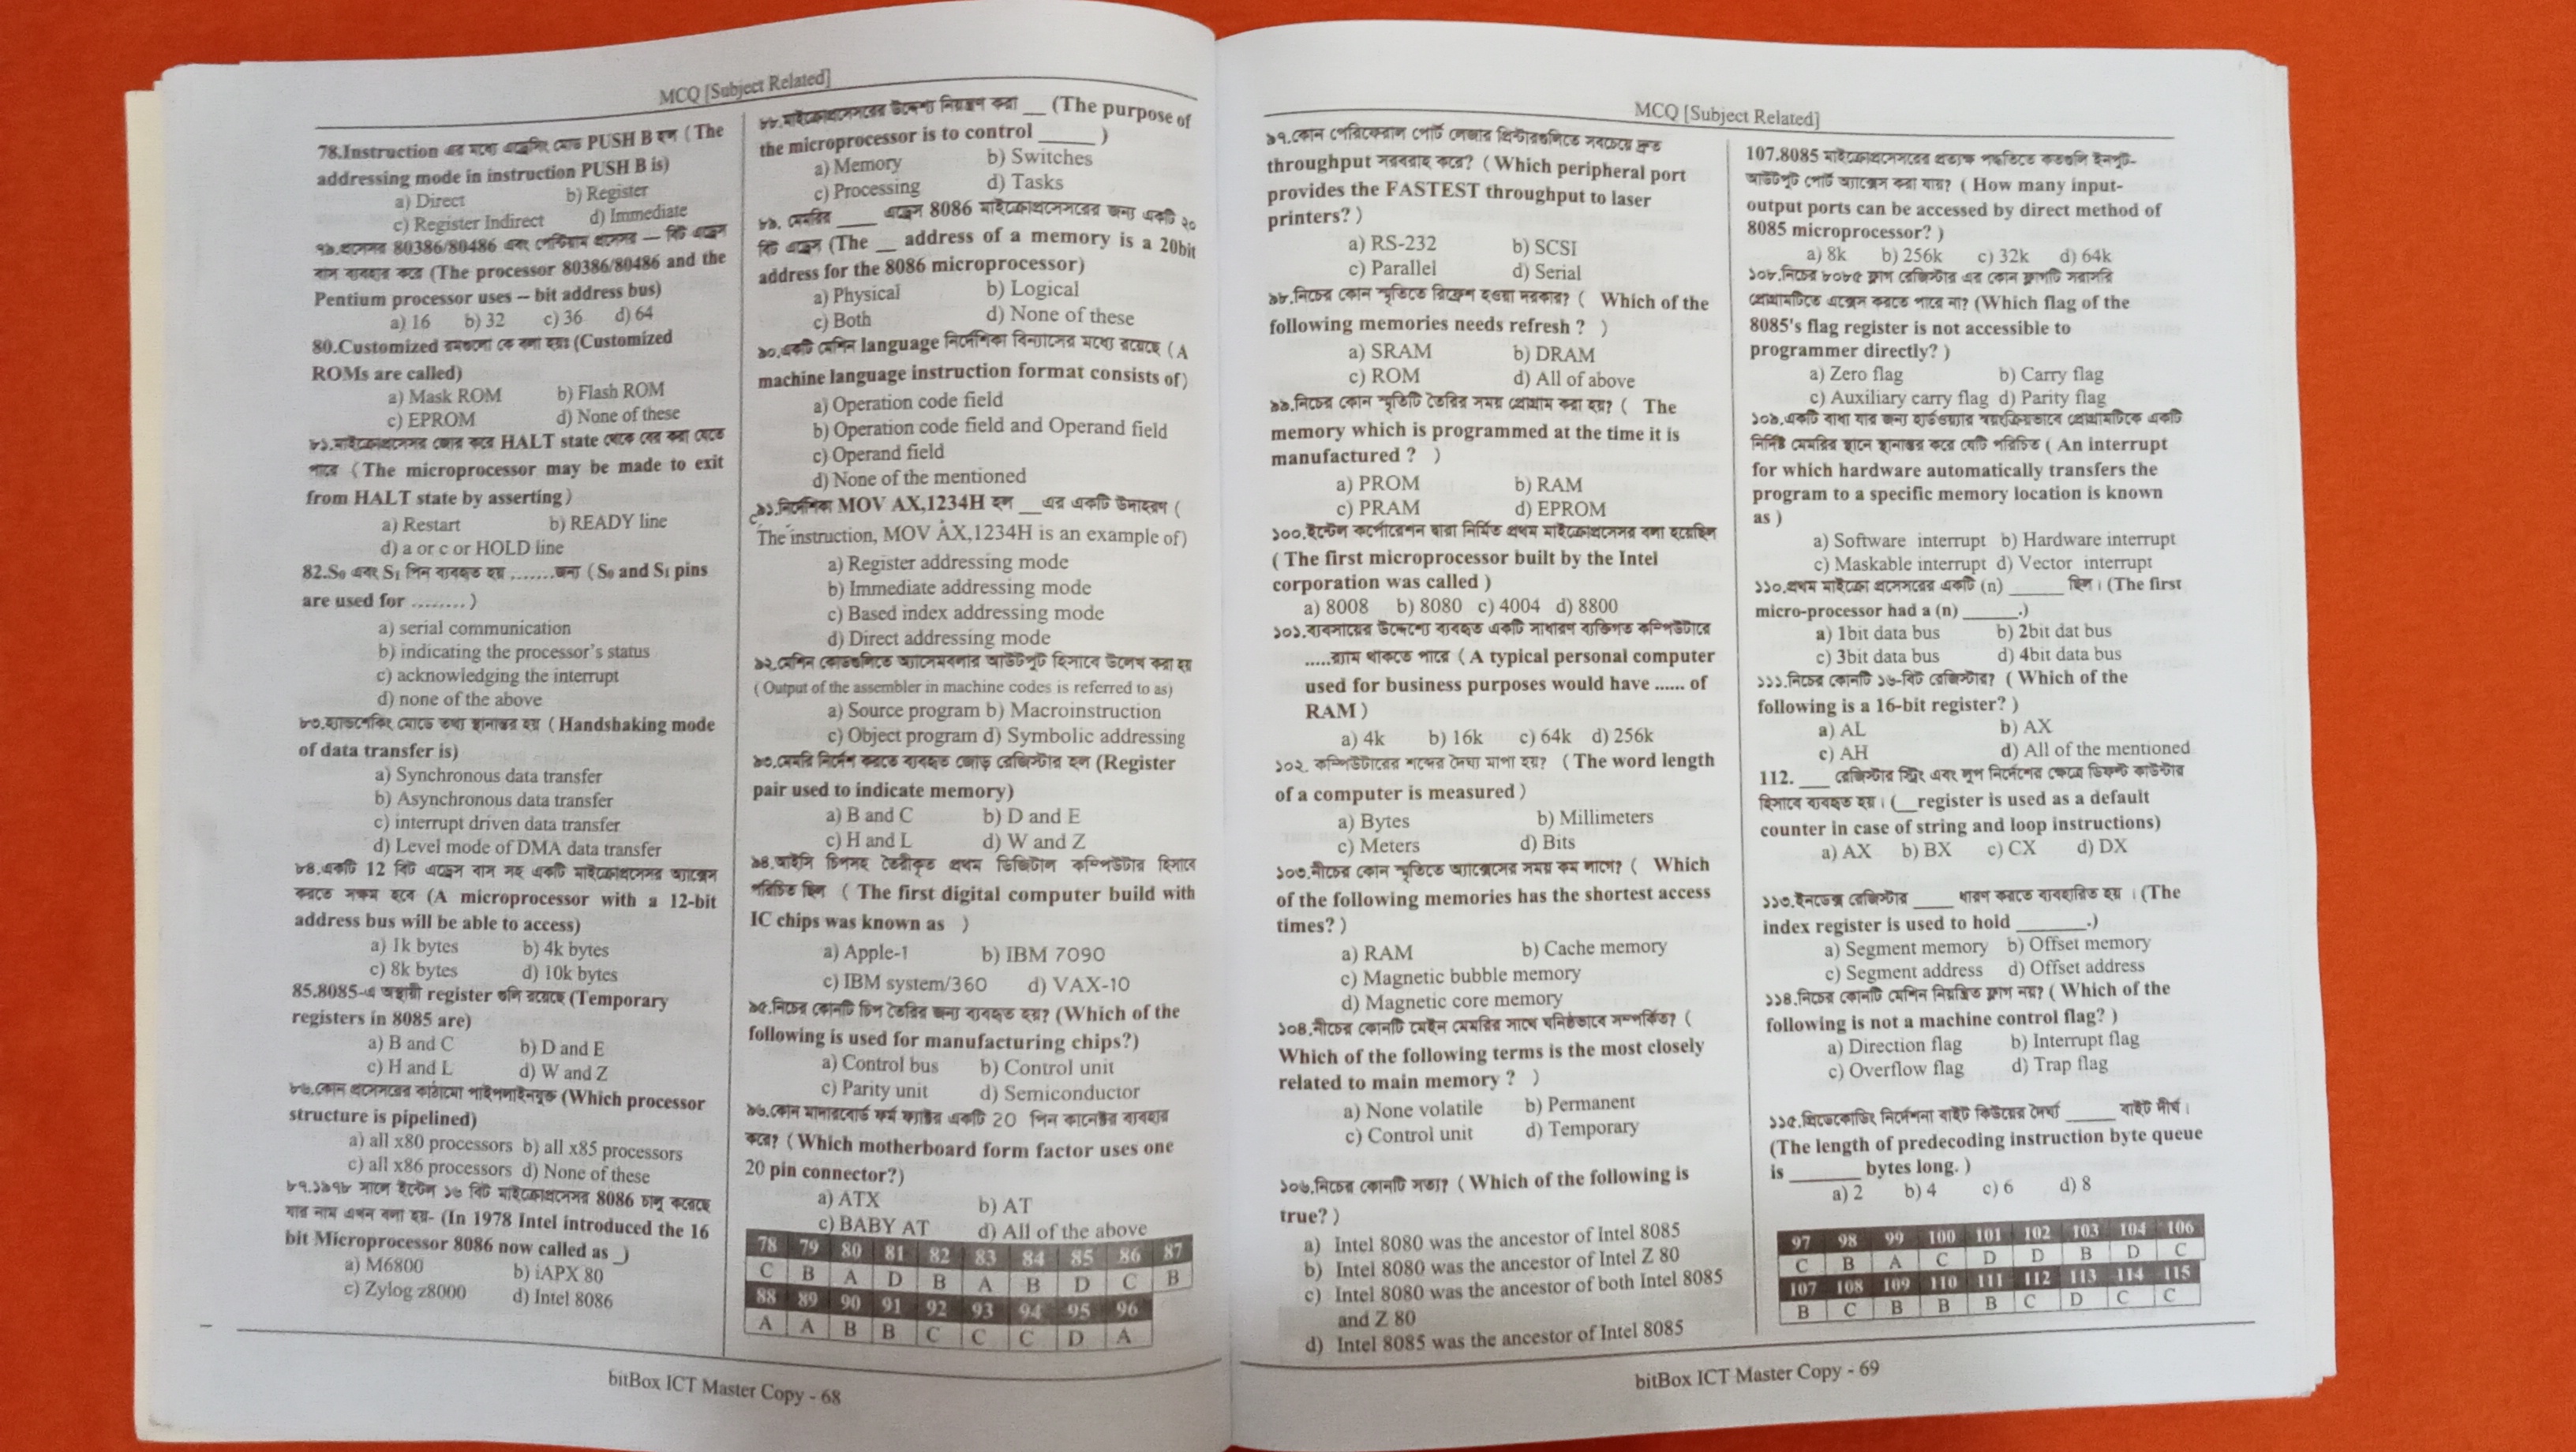 MCQ [Subject Related]
78.Instruction এর মধ্যে এড্রেসিং মোড PUSH B হল ( The
addressing mode in instruction PUSH B is)
a) Direct b) Register
c) Register Indirect d) Immediate
৭৯.প্রসেসর 80386/80486 এবং পেন্টিয়াম প্রসেসর — বিট এড্রেস
বাস ব্যবহার করে (The processor 80386/80486 and the
Pentium processor uses – bit address bus)
a) 16 b) 32 c) 36 d) 64
80.Customized রমগুলো কে বলা হয়ঃ (Customized
ROMs are called)
a) Mask ROM b) Flash ROM
c) EPROM d) None of these
৮১.মাইক্রোপ্রসেসর জোর করে HALT state থেকে বের করা যেতে
পারে ( The microprocessor may be made to exit
from HALT state by asserting )
a) Restart b) READY line
d) a or c or HOLD line
82.S₀ এবং S₁ পিন ব্যবহৃত হয় .......জন্য ( S₀ and S₁ pins
are used for ........ )
a) serial communication
b) indicating the processor's status
c) acknowledging the interrupt
d) none of the above
৮৩.হ্যান্ডশেকিং মোডে তথ্য স্থানান্তর হয় ( Handshaking mode
of data transfer is)
a) Synchronous data transfer
b) Asynchronous data transfer
c) interrupt driven data transfer
d) Level mode of DMA data transfer
৮৪.একটি 12 বিট এড্রেস বাস সহ একটি মাইক্রোপ্রসেসর অ্যাক্সেস
করতে সক্ষম হবে (A microprocessor with a 12-bit
address bus will be able to access)
a) 1k bytes b) 4k bytes
c) 8k bytes d) 10k bytes
85.8085-এ অস্থায়ী register গুলি রয়েছে (Temporary
registers in 8085 are)
a) B and C b) D and E
c) H and L d) W and Z
৮৬.কোন প্রসেসরের কাঠামো পাইপলাইনযুক্ত (Which processor
structure is pipelined)
a) all x80 processors b) all x85 processors
c) all x86 processors d) None of these
৮৭.১৯৭৮ সালে ইন্টেল ১৬ বিট মাইক্রোপ্রসেসর 8086 চালু করেছে
যার নাম এখন বলা হয়- (In 1978 Intel introduced the 16
bit Microprocessor 8086 now called as _)
a) M6800 b) iAPX 80
c) Zylog z8000 d) Intel 8086
৮৮.মাইক্রোপ্রসেসরের উদ্দেশ্য নিয়ন্ত্রণ করা __ (The purpose of
the microprocessor is to control ______ )
a) Memory b) Switches
c) Processing d) Tasks
৮৯. মেমরির ____ এড্রেস 8086 মাইক্রোপ্রসেসরের জন্য একটি ২০
বিট এড্রেস (The __ address of a memory is a 20bit
address for the 8086 microprocessor)
a) Physical b) Logical
c) Both d) None of these
৯০.একটি মেশিন language নির্দেশিকা বিন্যাসের মধ্যে রয়েছে ( A
machine language instruction format consists of)
a) Operation code field
b) Operation code field and Operand field
c) Operand field
d) None of the mentioned
৯১.নির্দেশিকা MOV AX,1234H হল __এর একটি উদাহরণ (
The instruction, MOV AX,1234H is an example of)
a) Register addressing mode
b) Immediate addressing mode
c) Based index addressing mode
d) Direct addressing mode
৯২.মেশিন কোডগুলিতে অ্যাসেমবলার আউটপুট হিসাবে উলেখ করা হয়
( Output of the assembler in machine codes is referred to as)
a) Source program b) Macroinstruction
c) Object program d) Symbolic addressing
৯৩.মেমরি নির্দেশ করতে ব্যবহৃত জোড় রেজিস্টার হল (Register
pair used to indicate memory)
a) B and C b) D and E
c) H and L d) W and Z
৯৪.আইসি চিপসহ তৈরীকৃত প্রথম ডিজিটাল কম্পিউটার হিসাবে
পরিচিত ছিল ( The first digital computer build with
IC chips was known as )
a) Apple-1 b) IBM 7090
c) IBM system/360 d) VAX-10
৯৫.নিচের কোনটি চিপ তৈরির জন্য ব্যবহৃত হয়? (Which of the
following is used for manufacturing chips?)
a) Control bus b) Control unit
c) Parity unit d) Semiconductor
৯৬.কোন মাদারবোর্ড ফর্ম ফ্যাক্টর একটি 20 পিন কানেক্টর ব্যবহার
করে? ( Which motherboard form factor uses one
20 pin connector?)
a) ATX b) AT
c) BABY AT d) All of the above
78 79 80 81 82 83 84 85 86 87
C B A D B A B D C B
88 89 90 91 92 93 94 95 96
A A B B C C C D A
bitBox ICT Master Copy - 68
MCQ [Subject Related]
৯৭.কোন পেরিফেরাল পোর্ট লেজার প্রিন্টারগুলিতে সবচেয়ে দ্রুত
throughput সরবরাহ করে? ( Which peripheral port
provides the FASTEST throughput to laser
printers? )
a) RS-232 b) SCSI
c) Parallel d) Serial
৯৮.নিচের কোন স্মৃতিতে রিফ্রেশ হওয়া দরকার? ( Which of the
following memories needs refresh ? )
a) SRAM b) DRAM
c) ROM d) All of above
৯৯.নিচের কোন স্মৃতিটি তৈরির সময় প্রোগ্রাম করা হয়? ( The
memory which is programmed at the time it is
manufactured ? )
a) PROM b) RAM
c) PRAM d) EPROM
১০০.ইন্টেল কর্পোরেশন দ্বারা নির্মিত প্রথম মাইক্রোপ্রসেসর বলা হয়েছিল
( The first microprocessor built by the Intel
corporation was called )
a) 8008 b) 8080 c) 4004 d) 8800
১০১.ব্যবসায়ের উদ্দেশ্যে ব্যবহৃত একটি সাধারণ ব্যক্তিগত কম্পিউটারে
.....র‍্যাম থাকতে পারে ( A typical personal computer
used for business purposes would have ...... of
RAM )
a) 4k b) 16k c) 64k d) 256k
১০২. কম্পিউটারের শব্দের দৈঘ্য মাপা হয়? ( The word length
of a computer is measured )
a) Bytes b) Millimeters
c) Meters d) Bits
১০৩.নীচের কোন স্মৃতিতে অ্যাক্সেসের সময় কম লাগে? ( Which
of the following memories has the shortest access
times? )
a) RAM b) Cache memory
c) Magnetic bubble memory
d) Magnetic core memory
১০৪.নীচের কোনটি মেইন মেমরির সাথে ঘনিষ্ঠভাবে সম্পর্কিত? (
Which of the following terms is the most closely
related to main memory ? )
a) None volatile b) Permanent
c) Control unit d) Temporary
১০৬.নিচের কোনটি সত্য? ( Which of the following is
true? )
a) Intel 8080 was the ancestor of Intel 8085
b) Intel 8080 was the ancestor of Intel Z 80
c) Intel 8080 was the ancestor of both Intel 8085
and Z 80
d) Intel 8085 was the ancestor of Intel 8085
107.8085 মাইক্রোপ্রসেসরের প্রত্যক্ষ পদ্ধতিতে কতগুলি ইনপুট-
আউটপুট পোর্ট অ্যাক্সেস করা যায়? ( How many input-
output ports can be accessed by direct method of
8085 microprocessor? )
a) 8k b) 256k c) 32k d) 64k
১০৮.নিচের ৮০৮৫ ফ্লাগ রেজিস্টার এর কোন ফ্লাগটি সরাসরি
প্রোগ্রামটিতে এক্সেস করতে পারে না? (Which flag of the
8085's flag register is not accessible to
programmer directly? )
a) Zero flag b) Carry flag
c) Auxiliary carry flag d) Parity flag
১০৯.একটি বাধা যার জন্য হার্ডওয়্যার স্বয়ংক্রিয়ভাবে প্রোগ্রামটিকে একটি
নির্দিষ্ট মেমরির স্থানে স্থানান্তর করে যেটি পরিচিত ( An interrupt
for which hardware automatically transfers the
program to a specific memory location is known
as )
a) Software interrupt b) Hardware interrupt
c) Maskable interrupt d) Vector interrupt
১১০.প্রথম মাইক্রো প্রসেসরের একটি (n) ______ ছিল । (The first
micro-processor had a (n) ______.)
a) 1bit data bus b) 2bit dat bus
c) 3bit data bus d) 4bit data bus
১১১.নিচের কোনটি ১৬-বিট রেজিস্টার? ( Which of the
following is a 16-bit register? )
a) AL b) AX
c) AH d) All of the mentioned
112. ___ রেজিস্টার স্ট্রিং এবং লুপ নির্দেশের ক্ষেত্রে ডিফল্ট কাউন্টার
হিসাবে ব্যবহৃত হয় । (__register is used as a default
counter in case of string and loop instructions)
a) AX b) BX c) CX d) DX
১১৩.ইনডেক্স রেজিস্টার ____ ধারণ করতে ব্যবহারিত হয় । (The
index register is used to hold _______.)
a) Segment memory b) Offset memory
c) Segment address d) Offset address
১১৪.নিচের কোনটি মেশিন নিয়ন্ত্রিত ফ্লাগ নয়? ( Which of the
following is not a machine control flag? )
a) Direction flag b) Interrupt flag
c) Overflow flag d) Trap flag
১১৫.প্রিডেকোডিং নির্দেশনা বাইট কিউয়ের দৈর্ঘ্য _____ বাইট দীর্ঘ ।
(The length of predecoding instruction byte queue
is _______ bytes long. )
a) 2 b) 4 c) 6 d) 8
97 98 99 100 101 102 103 104 106
C B A C D D B D C
107 108 109 110 111 112 113 114 115
B C B B B C D C C
bitBox ICT Master Copy - 69